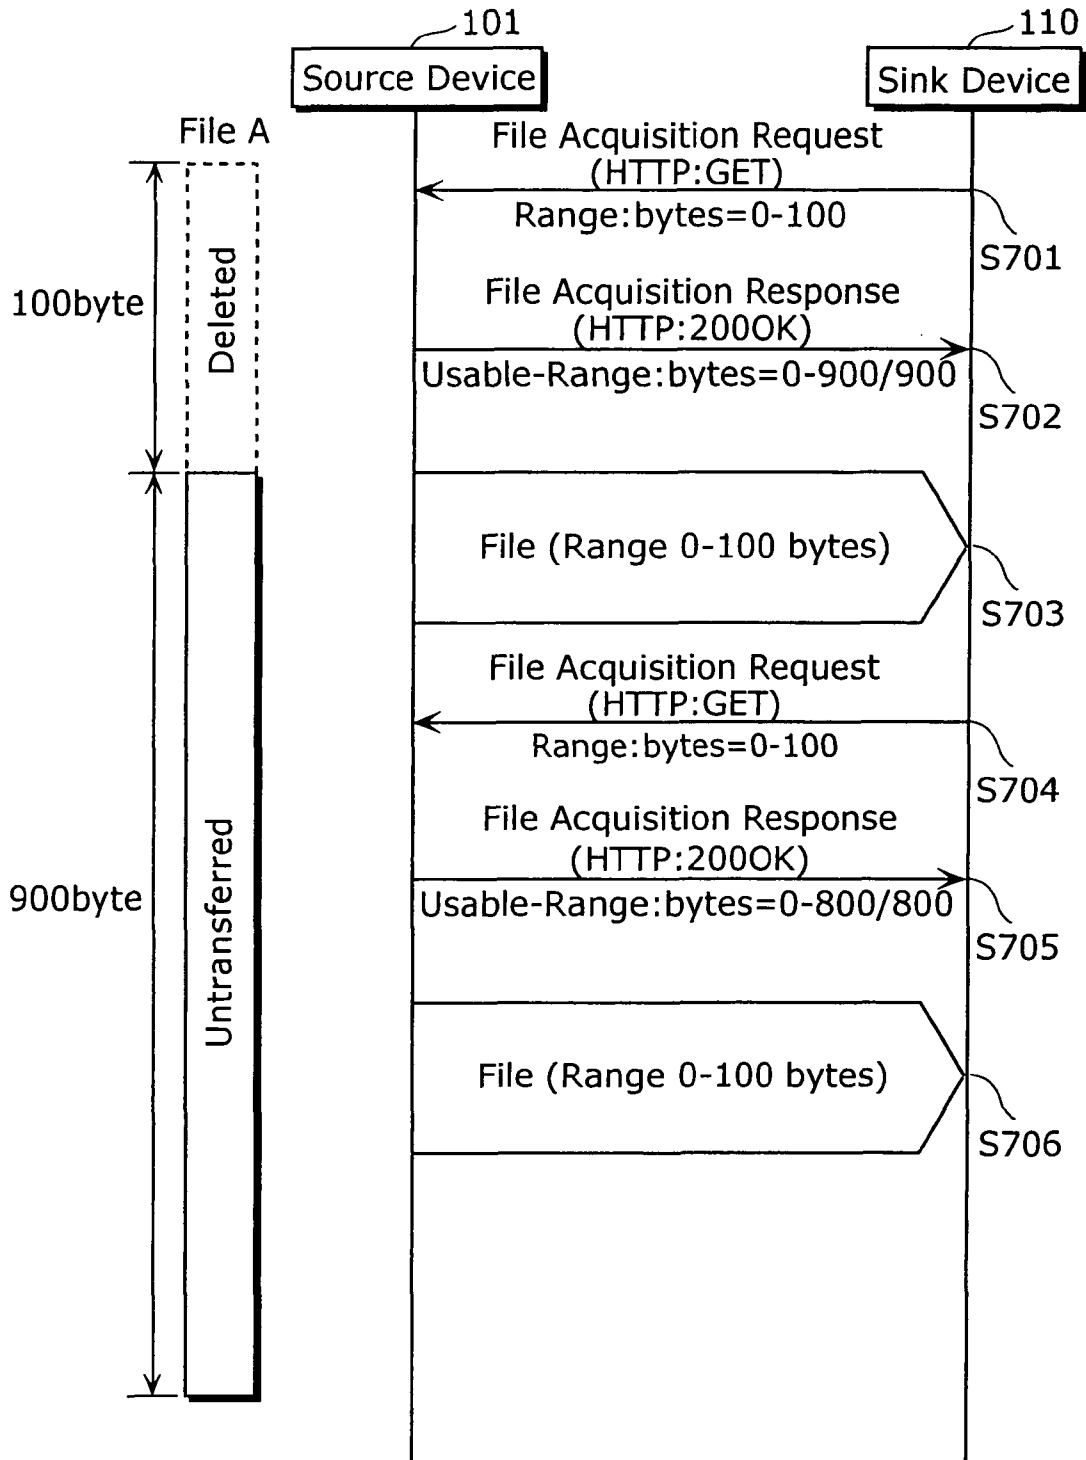 101
110
Source Device
Sink Device
File A
File Acquisition Request
(HTTP:GET)
Range:bytes=0-100
S701
100byte
Deleted
File Acquisition Response
(HTTP:200OK)
Usable-Range:bytes=0-900/900
S702
File (Range 0-100 bytes)
S703
File Acquisition Request
(HTTP:GET)
Range:bytes=0-100
S704
900byte
Untransferred
File Acquisition Response
(HTTP:200OK)
Usable-Range:bytes=0-800/800
S705
File (Range 0-100 bytes)
S706